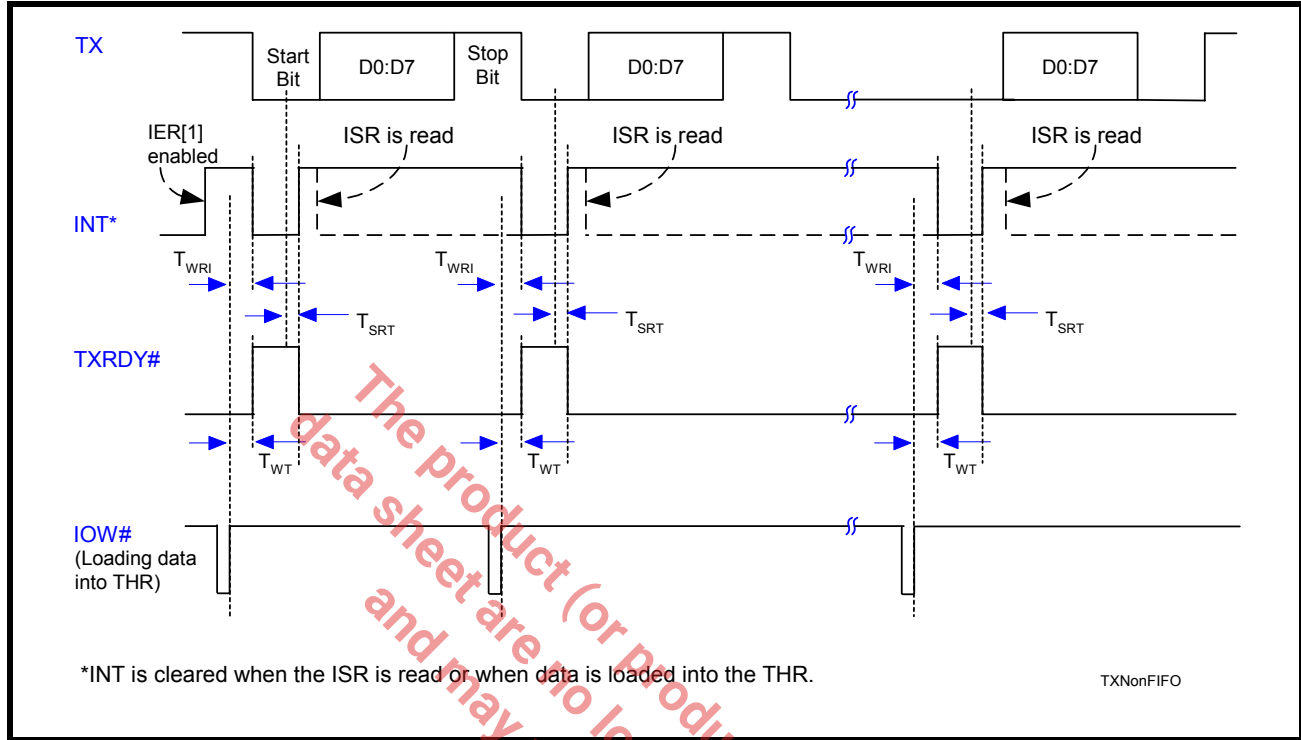 TX
Start
Bit
D0:D7
Stop
Bit
D0:D7
D0:D7
IER[1]
enabled
ISR is read
ISR is read
ISR is read
INT*
TWRI
TWRI
TWRI
TSRT
TSRT
TSRT
TXRDY#
TWT
TWT
TWT
IOW#
(Loading data
into THR)
The product (or produ
data sheet are no lo
and may
*INT is cleared when the ISR is read or when data is loaded into the THR.
TXNonFIFO